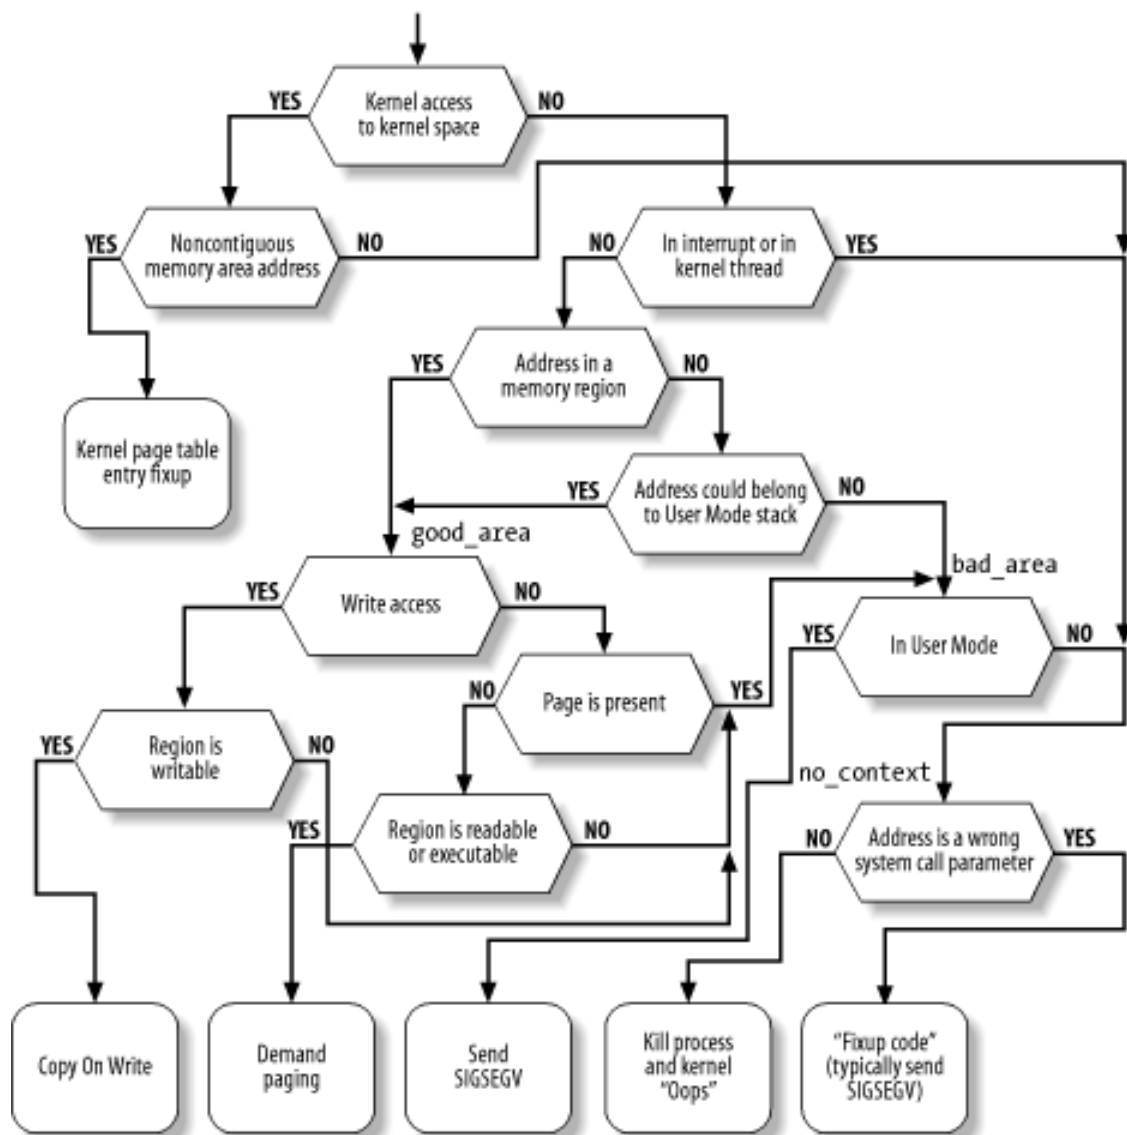 YES
Kernel access
to kernel space
NO
YES
Noncontiguous
memory area address
NO
NO
In interrupt or in
kernel thread
YES
YES
Address in a
memory region
NO
Kernel page table
entry fixup
YES
Address could belong
to User Mode stack
NO
good_area
bad_area
YES
Write access
NO
YES
In User Mode
NO
NO
Page is present
YES
YES
Region is
writable
NO
no_context
YES
Region is readable
or executable
NO
NO
Address is a wrong
system call parameter
YES
Copy On Write
Demand
paging
Send
SIGSEGV
Kill process
and kernel
"Oops"
"Fixup code"
(typically send
SIGSEGV)